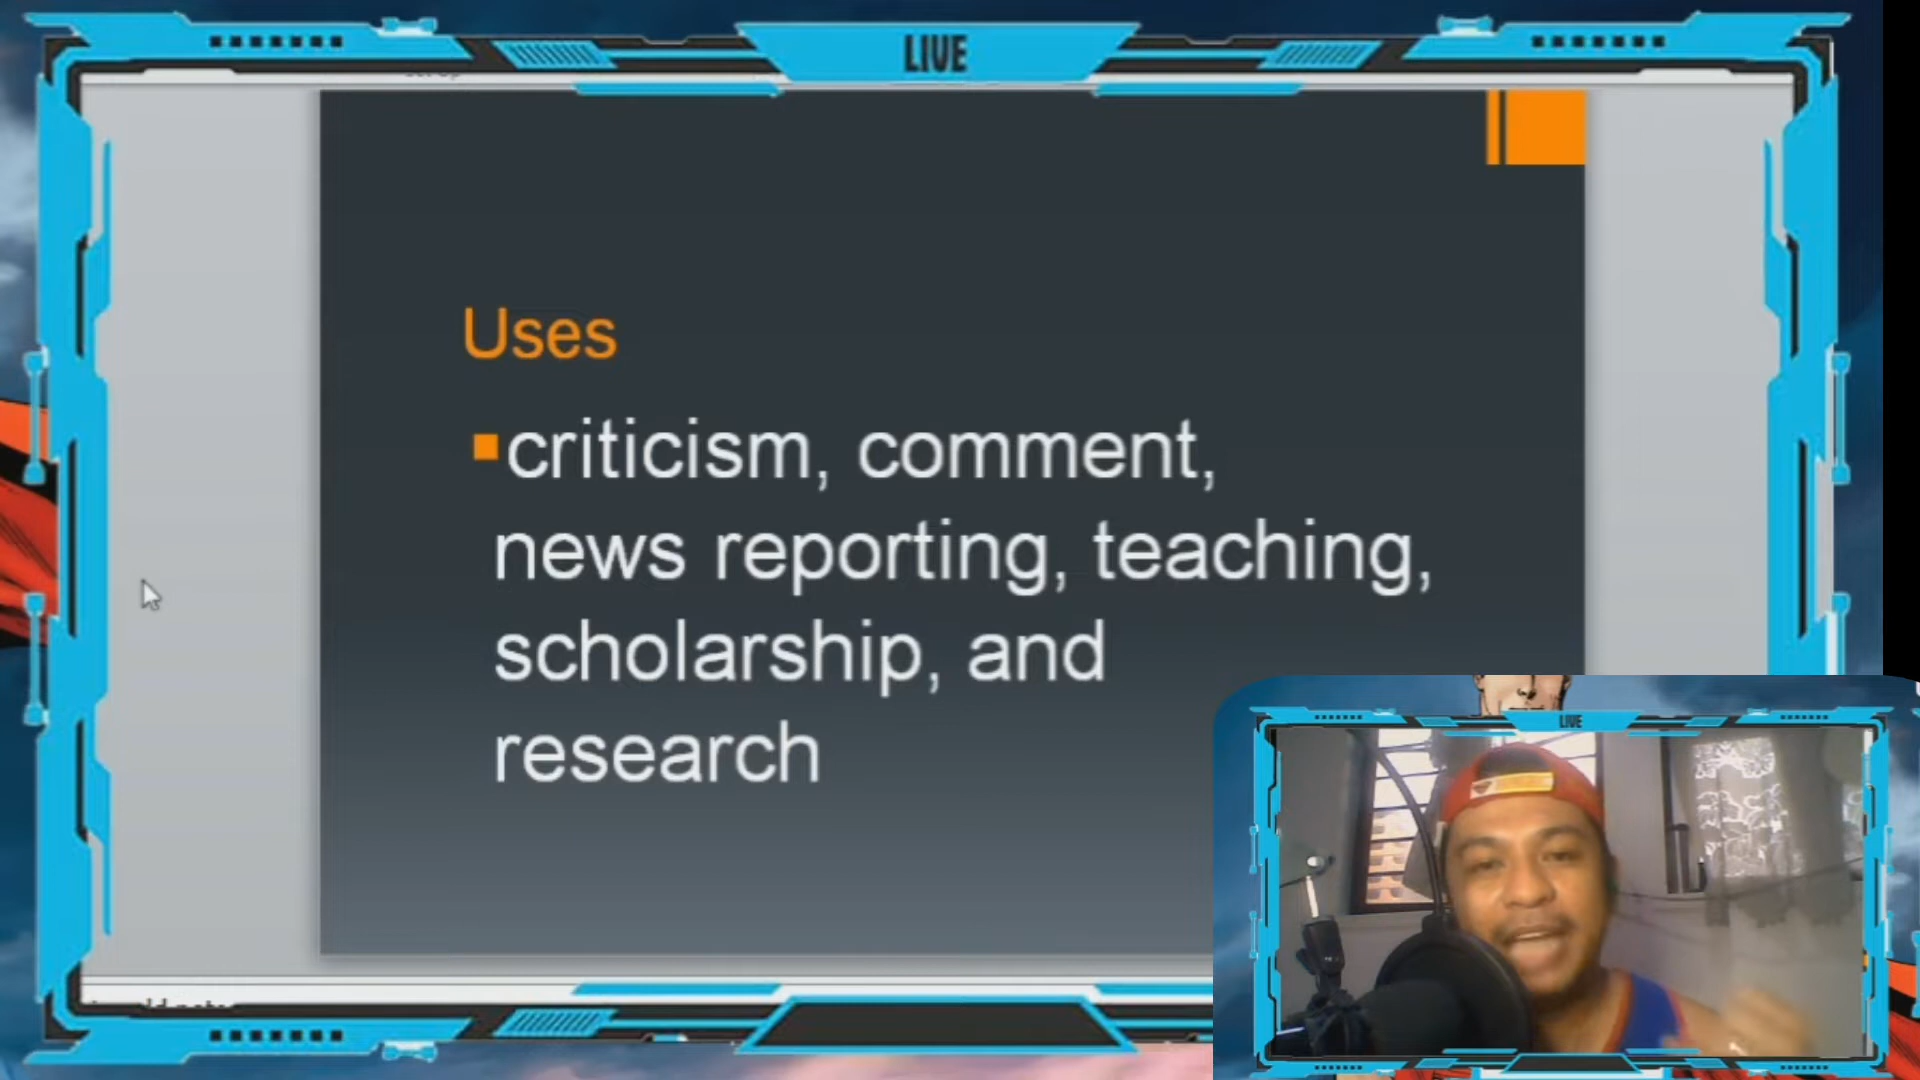 LIVE
Uses
criticism, comment,
news reporting, teaching,
scholarship, and
research
LIVE